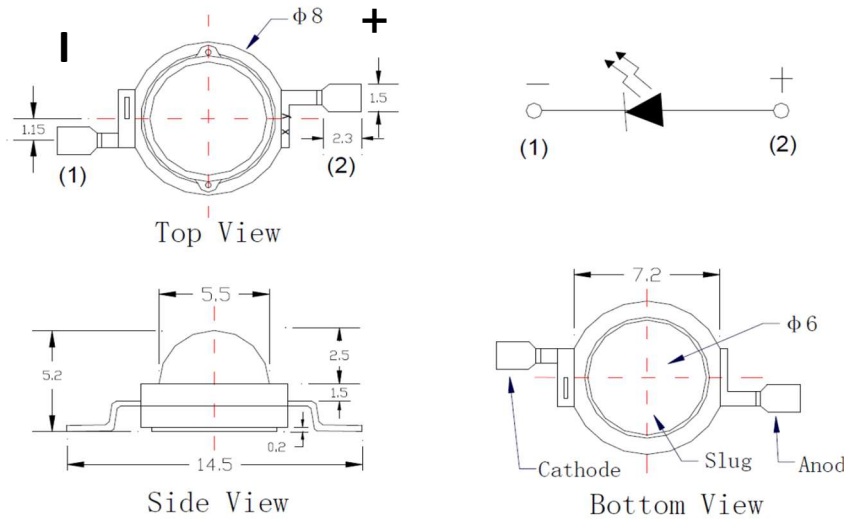 − +
φ8
1.5
1.15
x y
2.3
(1)
(2)
Top View
− +
(1)
(2)
5.5
5.2
2.5
1.5
0.2
14.5
Side View
7.2
φ6
Cathode
Slug
Anod
Bottom View